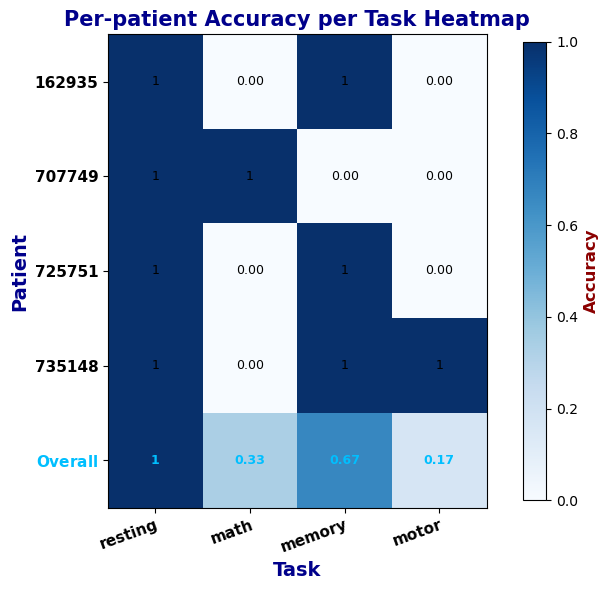 Per-patient Accuracy per Task Heatmap
162935 1 0.00 1 0.00
707749 1 1 0.00 0.00
725751 1 0.00 1 0.00
735148 1 0.00 1 1
Overall 1 0.33 0.67 0.17
resting math memory motor
Task
Patient
1.0
0.8
0.6
0.4
0.2
0.0
Accuracy